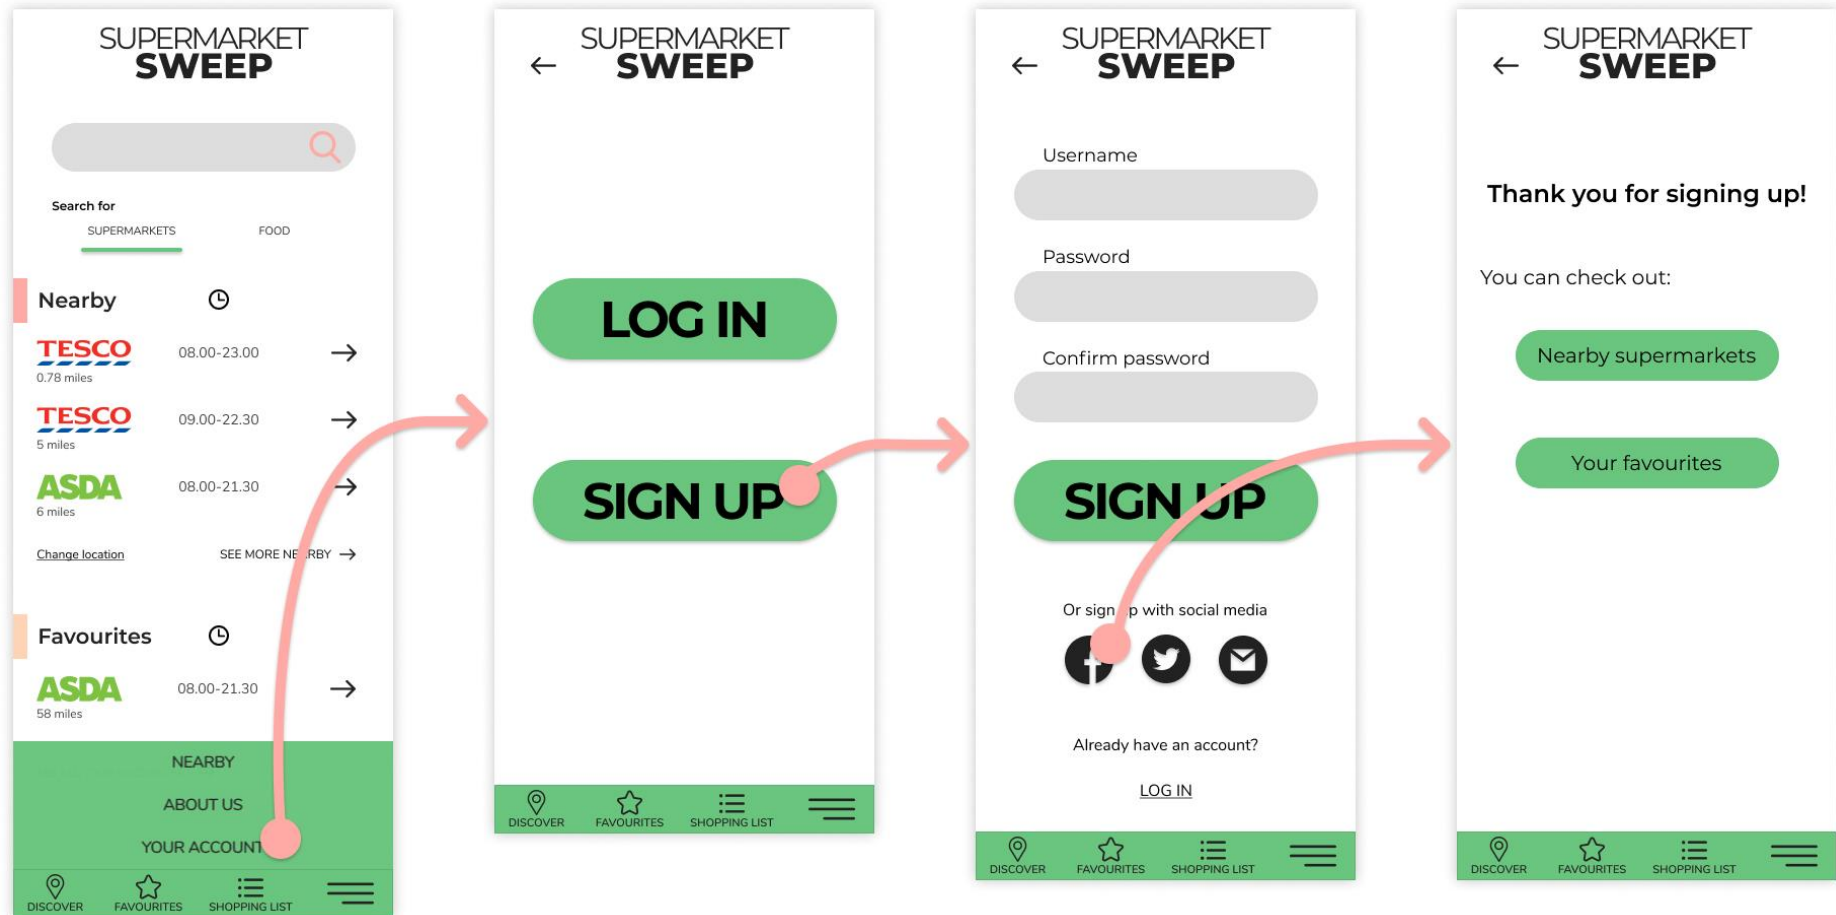 SUPERMARKET
SWEEP
Search for
SUPERMARKETS FOOD
Nearby
TESCO 08.00-23.00
0.78 miles
TESCO 09.00-22.30
5 miles
ASDA 08.00-21.30
6 miles
Change location SEE MORE NEARBY
Favourites
ASDA 08.00-21.30
58 miles
NEARBY
ABOUT US
YOUR ACCOUNT
DISCOVER FAVOURITES SHOPPING LIST
SUPERMARKET
SWEEP
LOG IN
SIGN UP
DISCOVER FAVOURITES SHOPPING LIST
SUPERMARKET
SWEEP
Username
Password
Confirm password
SIGN UP
Or sign up with social media
Already have an account?
LOG IN
DISCOVER FAVOURITES SHOPPING LIST
SUPERMARKET
SWEEP
Thank you for signing up!
You can check out:
Nearby supermarkets
Your favourites
DISCOVER FAVOURITES SHOPPING LIST